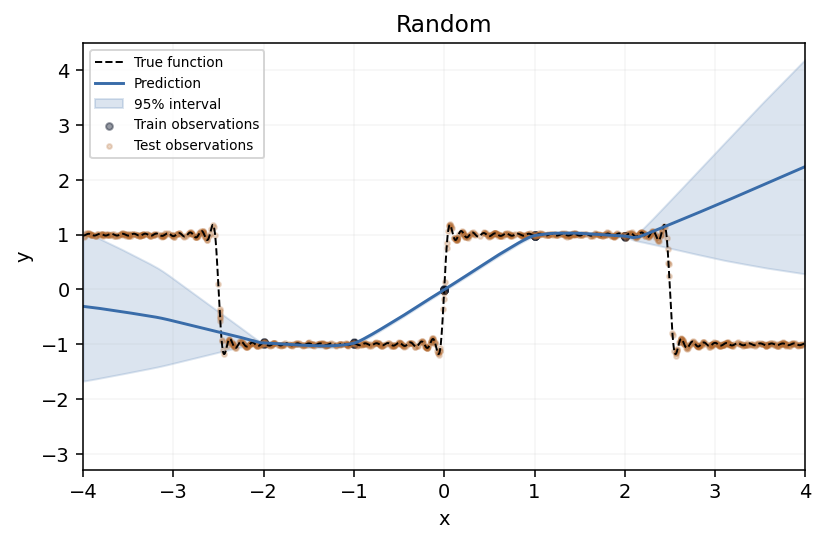 Random
True function
Prediction
95% interval
Train observations
Test observations
4
3
2
1
0
−1
−2
−3
y
−4
−3
−2
−1
0
1
2
3
4
x